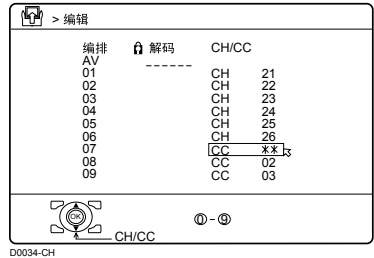 > 编辑
编排 解码 CH/CC
AV ------
01 CH 21
02 CH 22
03 CH 23
04 CH 24
05 CH 25
06 CH 26
07 CC **
08 CC 02
09 CC 03
OK 0 - 9
CH/CC
D0034-CH